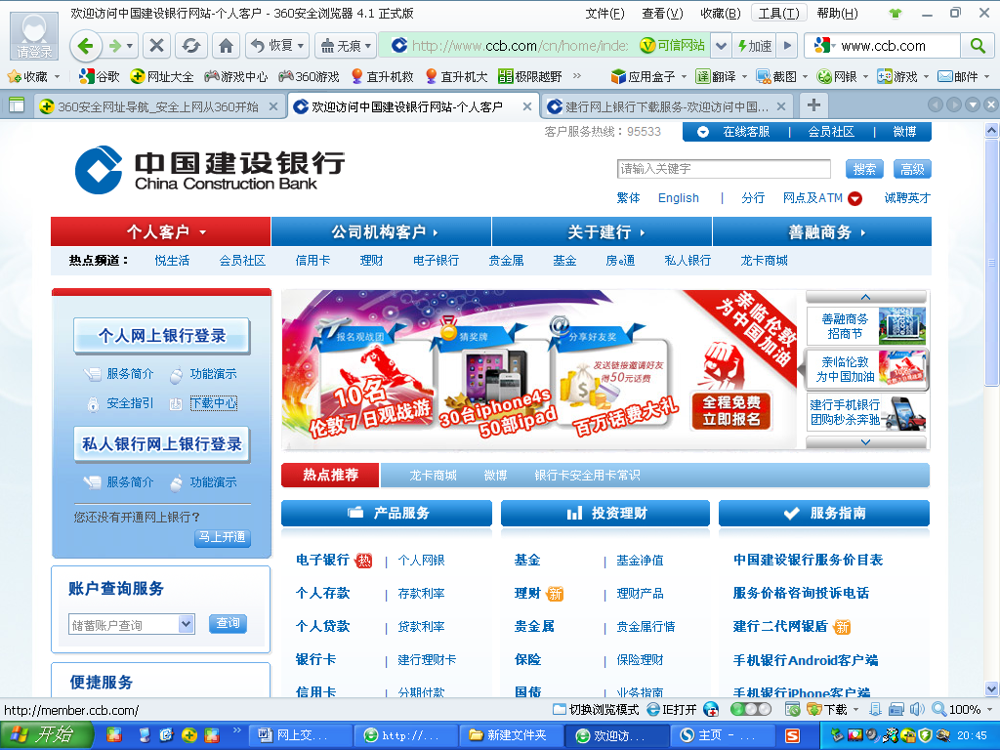 欢迎访问中国建设银行网站-个人客户 - 360安全浏览器 4.1 正式版
文件(F) 查看(V) 收藏(B) 工具(T) 帮助(H)
请登录
恢复 无痕 http://www.ccb.com/cn/home/inde: 可信网站 加速 www.ccb.com
收藏 谷歌 网址大全 游戏中心 360游戏 直升机救 直升机大 极限越野 » 应用盒子 翻译 截图 网银 游戏 邮件
360安全网址导航_安全上网从360开始 欢迎访问中国建设银行网站-个人客户 建行网上银行下载服务-欢迎访问中国...
客户服务热线：95533 在线客服 | 会员社区 | 微博
中国建设银行
China Construction Bank
请输入关键字 搜索 高级
繁体 English | 分行 网点及ATM 诚聘英才
个人客户 公司机构客户 关于建行 善融商务
热点频道： 悦生活 会员社区 信用卡 理财 电子银行 贵金属 基金 房e通 私人银行 龙卡商城
个人网上银行登录
服务简介 功能演示
安全指引 下载中心
私人银行网上银行登录
服务简介 功能演示
您还没有开通网上银行？
马上开通
账户查询服务
储蓄账户查询 查询
便捷服务
报名观战团 猜奖牌 分享好友奖
发送链接邀请好友
得50元话费
10名
伦敦7日观战游
30台iphone4s
50部ipad
百万话费大礼
亲临伦敦
为中国加油
全程免费
立即报名
善融商务
招商节
亲临伦敦
为中国加油
建行手机银行
团购秒杀奔驰
热点推荐 龙卡商城 微博 银行卡安全用卡常识
产品服务 投资理财 服务指南
电子银行 热 | 个人网银 基金 | 基金净值 中国建设银行服务价目表
个人存款 | 存款利率 理财 新 | 理财产品 服务价格咨询投诉电话
个人贷款 | 贷款利率 贵金属 | 贵金属行情 建行二代网银盾 新
银行卡 | 建行理财卡 保险 | 保险理财 手机银行Android客户端
信用卡 | 分期付款 国债 | 业务指南 手机银行iPhone客户端
http://member.ccb.com/ 切换浏览模式 IE打开 下载 100%
开始 » 网上交... http://... 新建文件夹 欢迎访... 主页 - ... 20:45